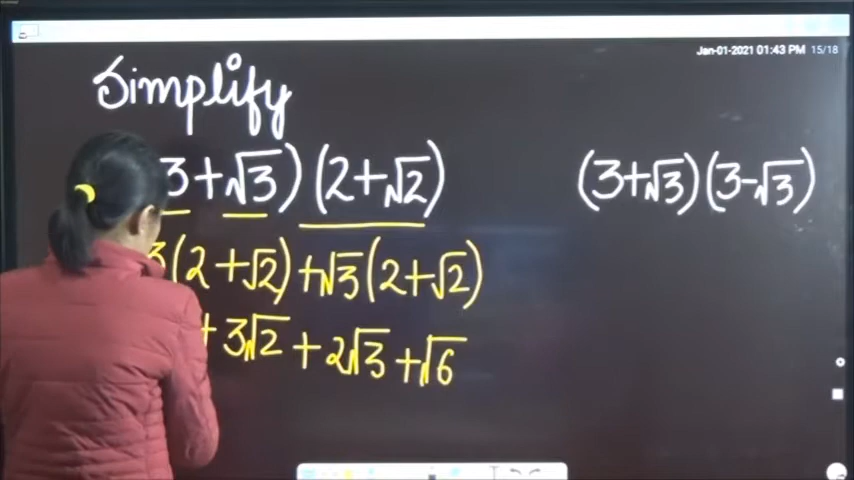 Jan-01-2021 01:43 PM 15/18
Simplify
3+√3)(2+√2)
(3+√3)(3-√3)
3(2+√2)+√3(2+√2)
+3√2+2√3+√6